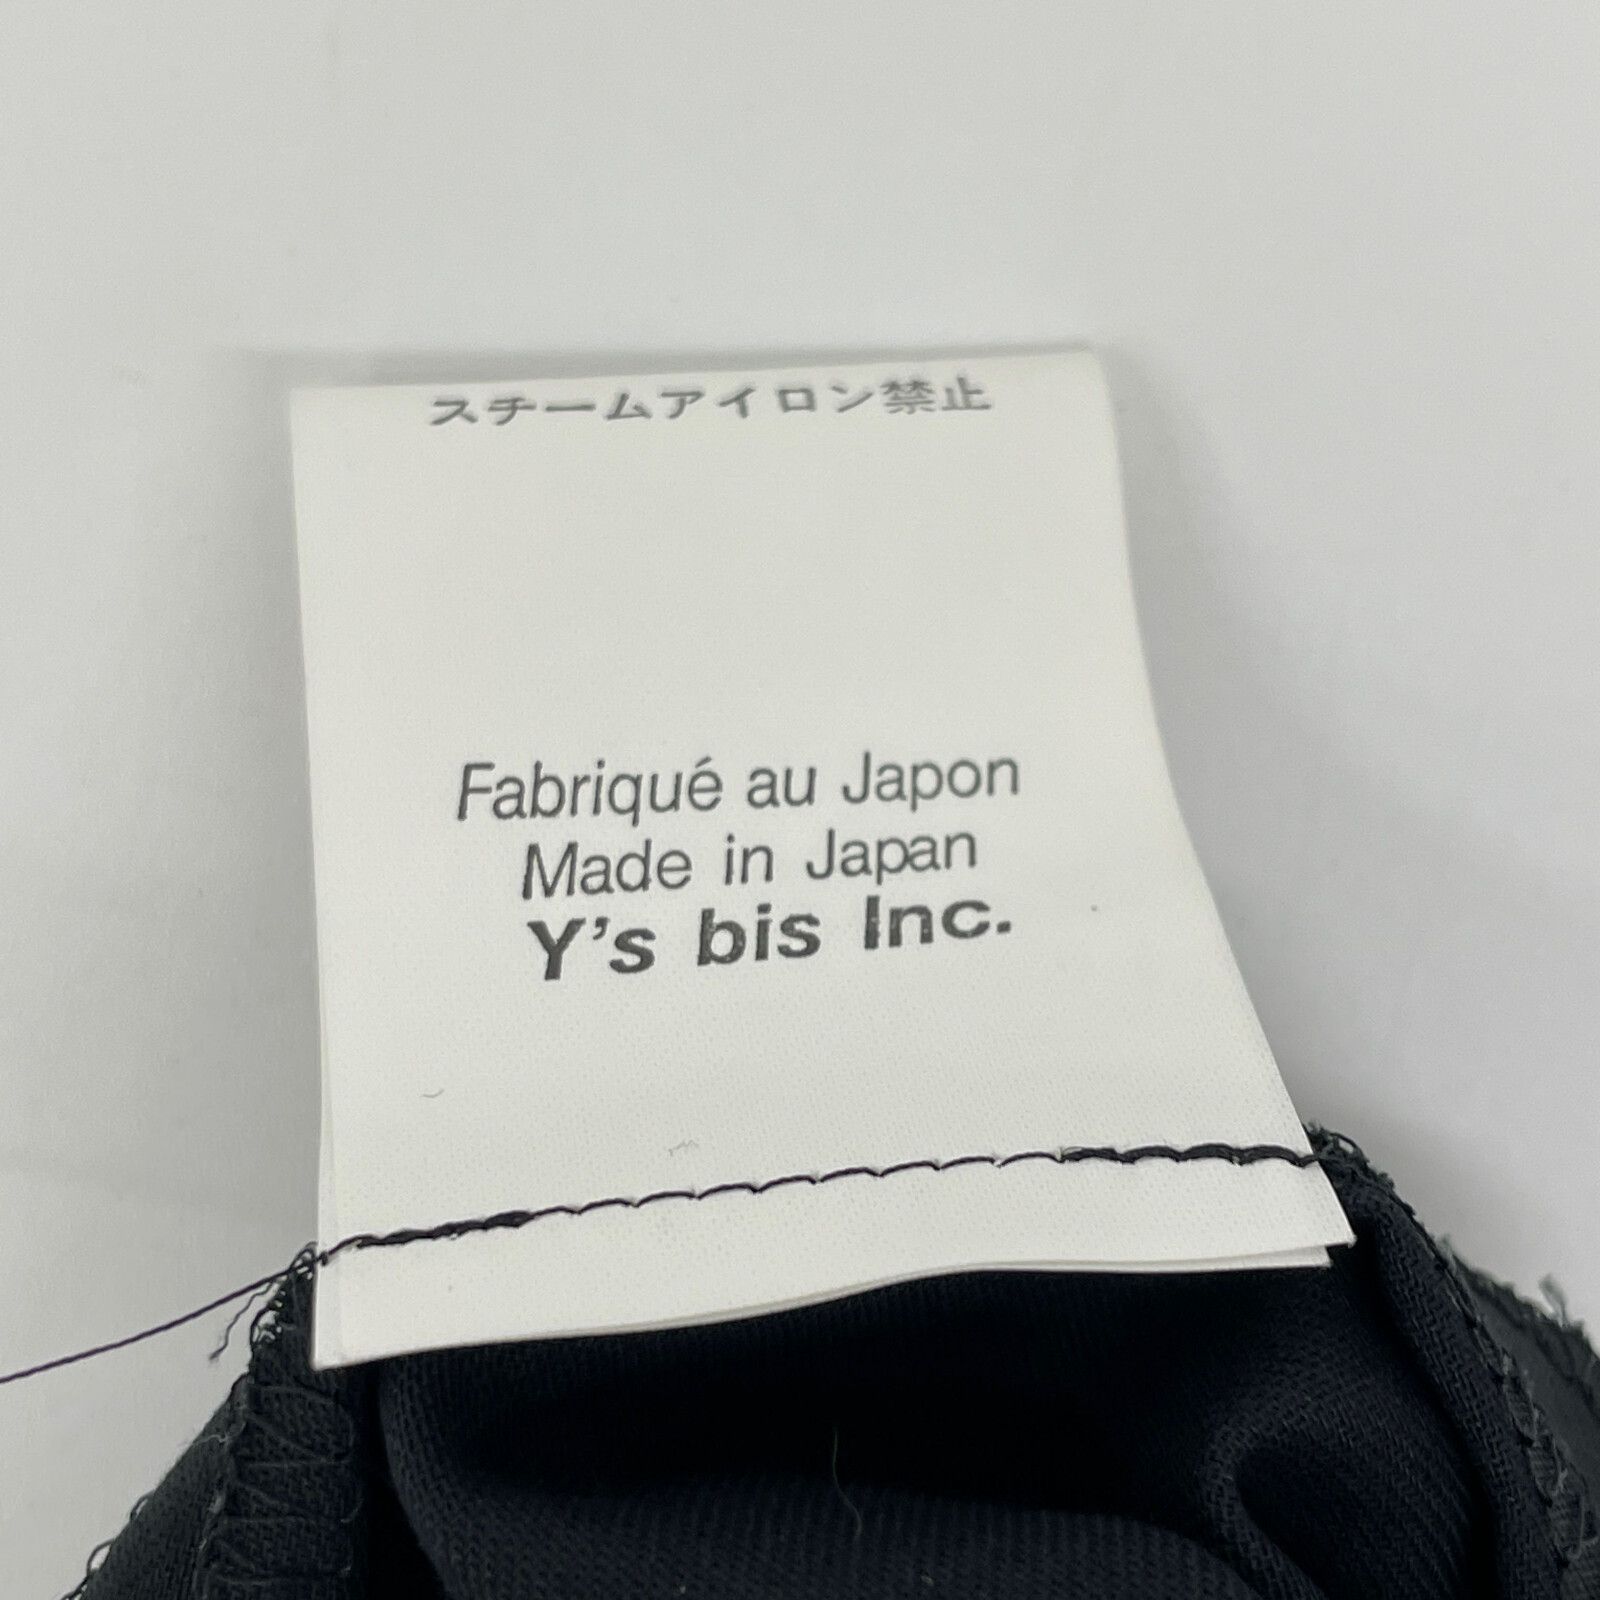 スチームアイロン禁止
Fabriqué au Japon
Made in Japan
Y's bis Inc.